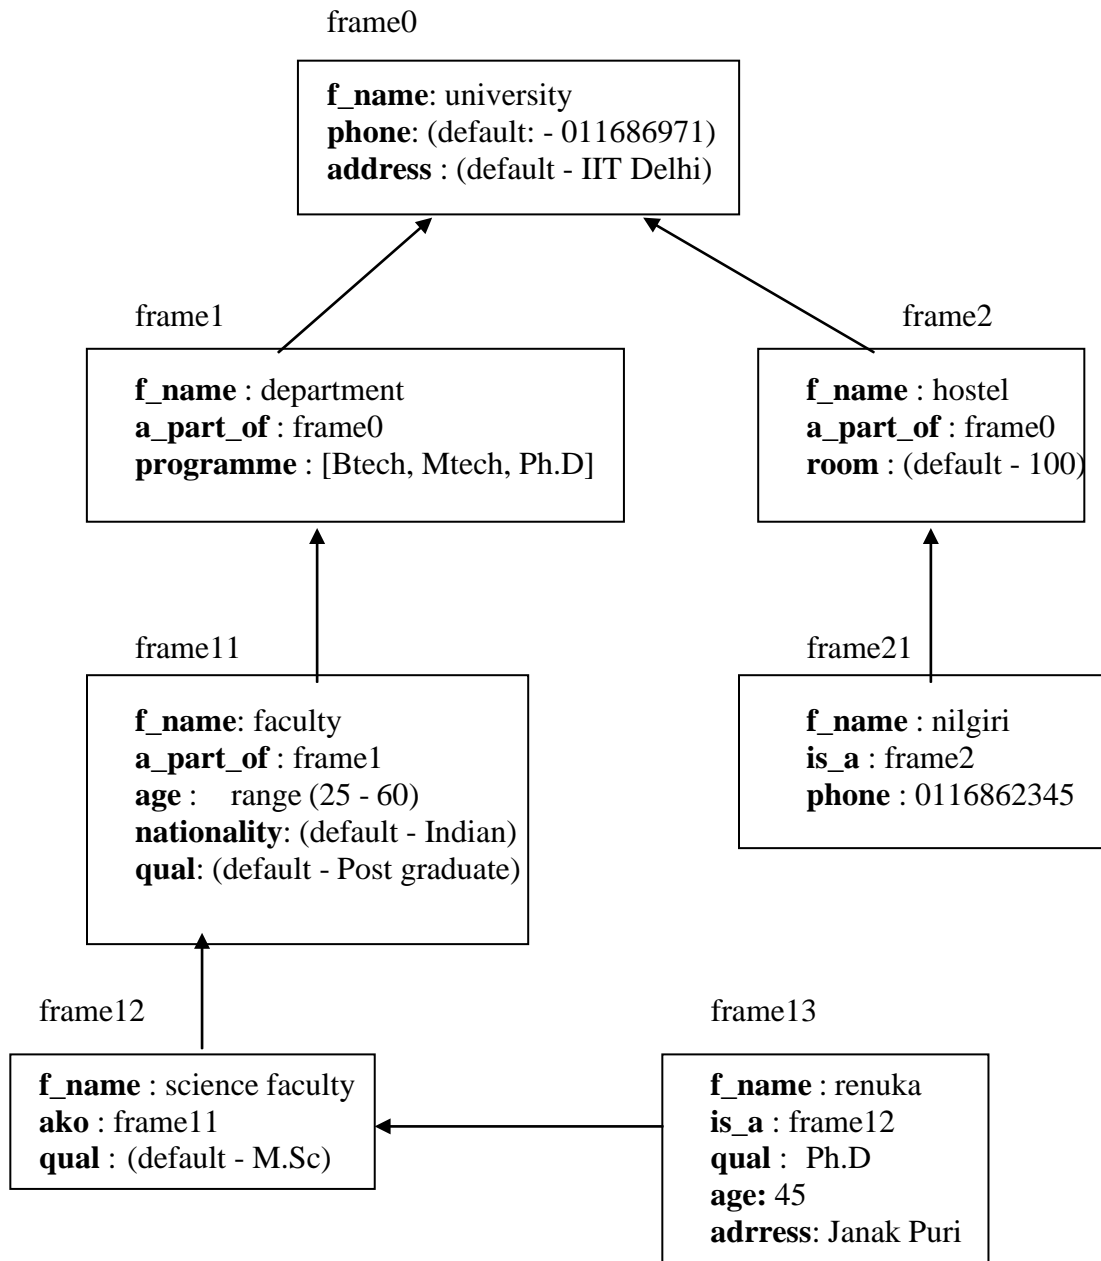 frame0
f_name: university
phone: (default: - 011686971)
address : (default - IIT Delhi)
frame1
f_name : department
a_part_of : frame0
programme : [Btech, Mtech, Ph.D]
frame2
f_name : hostel
a_part_of : frame0
room : (default - 100)
frame11
f_name: faculty
a_part_of : frame1
age : range (25 - 60)
nationality: (default - Indian)
qual: (default - Post graduate)
frame21
f_name : nilgiri
is_a : frame2
phone : 0116862345
frame12
f_name : science faculty
ako : frame11
qual : (default - M.Sc)
frame13
f_name : renuka
is_a : frame12
qual : Ph.D
age: 45
adrress: Janak Puri